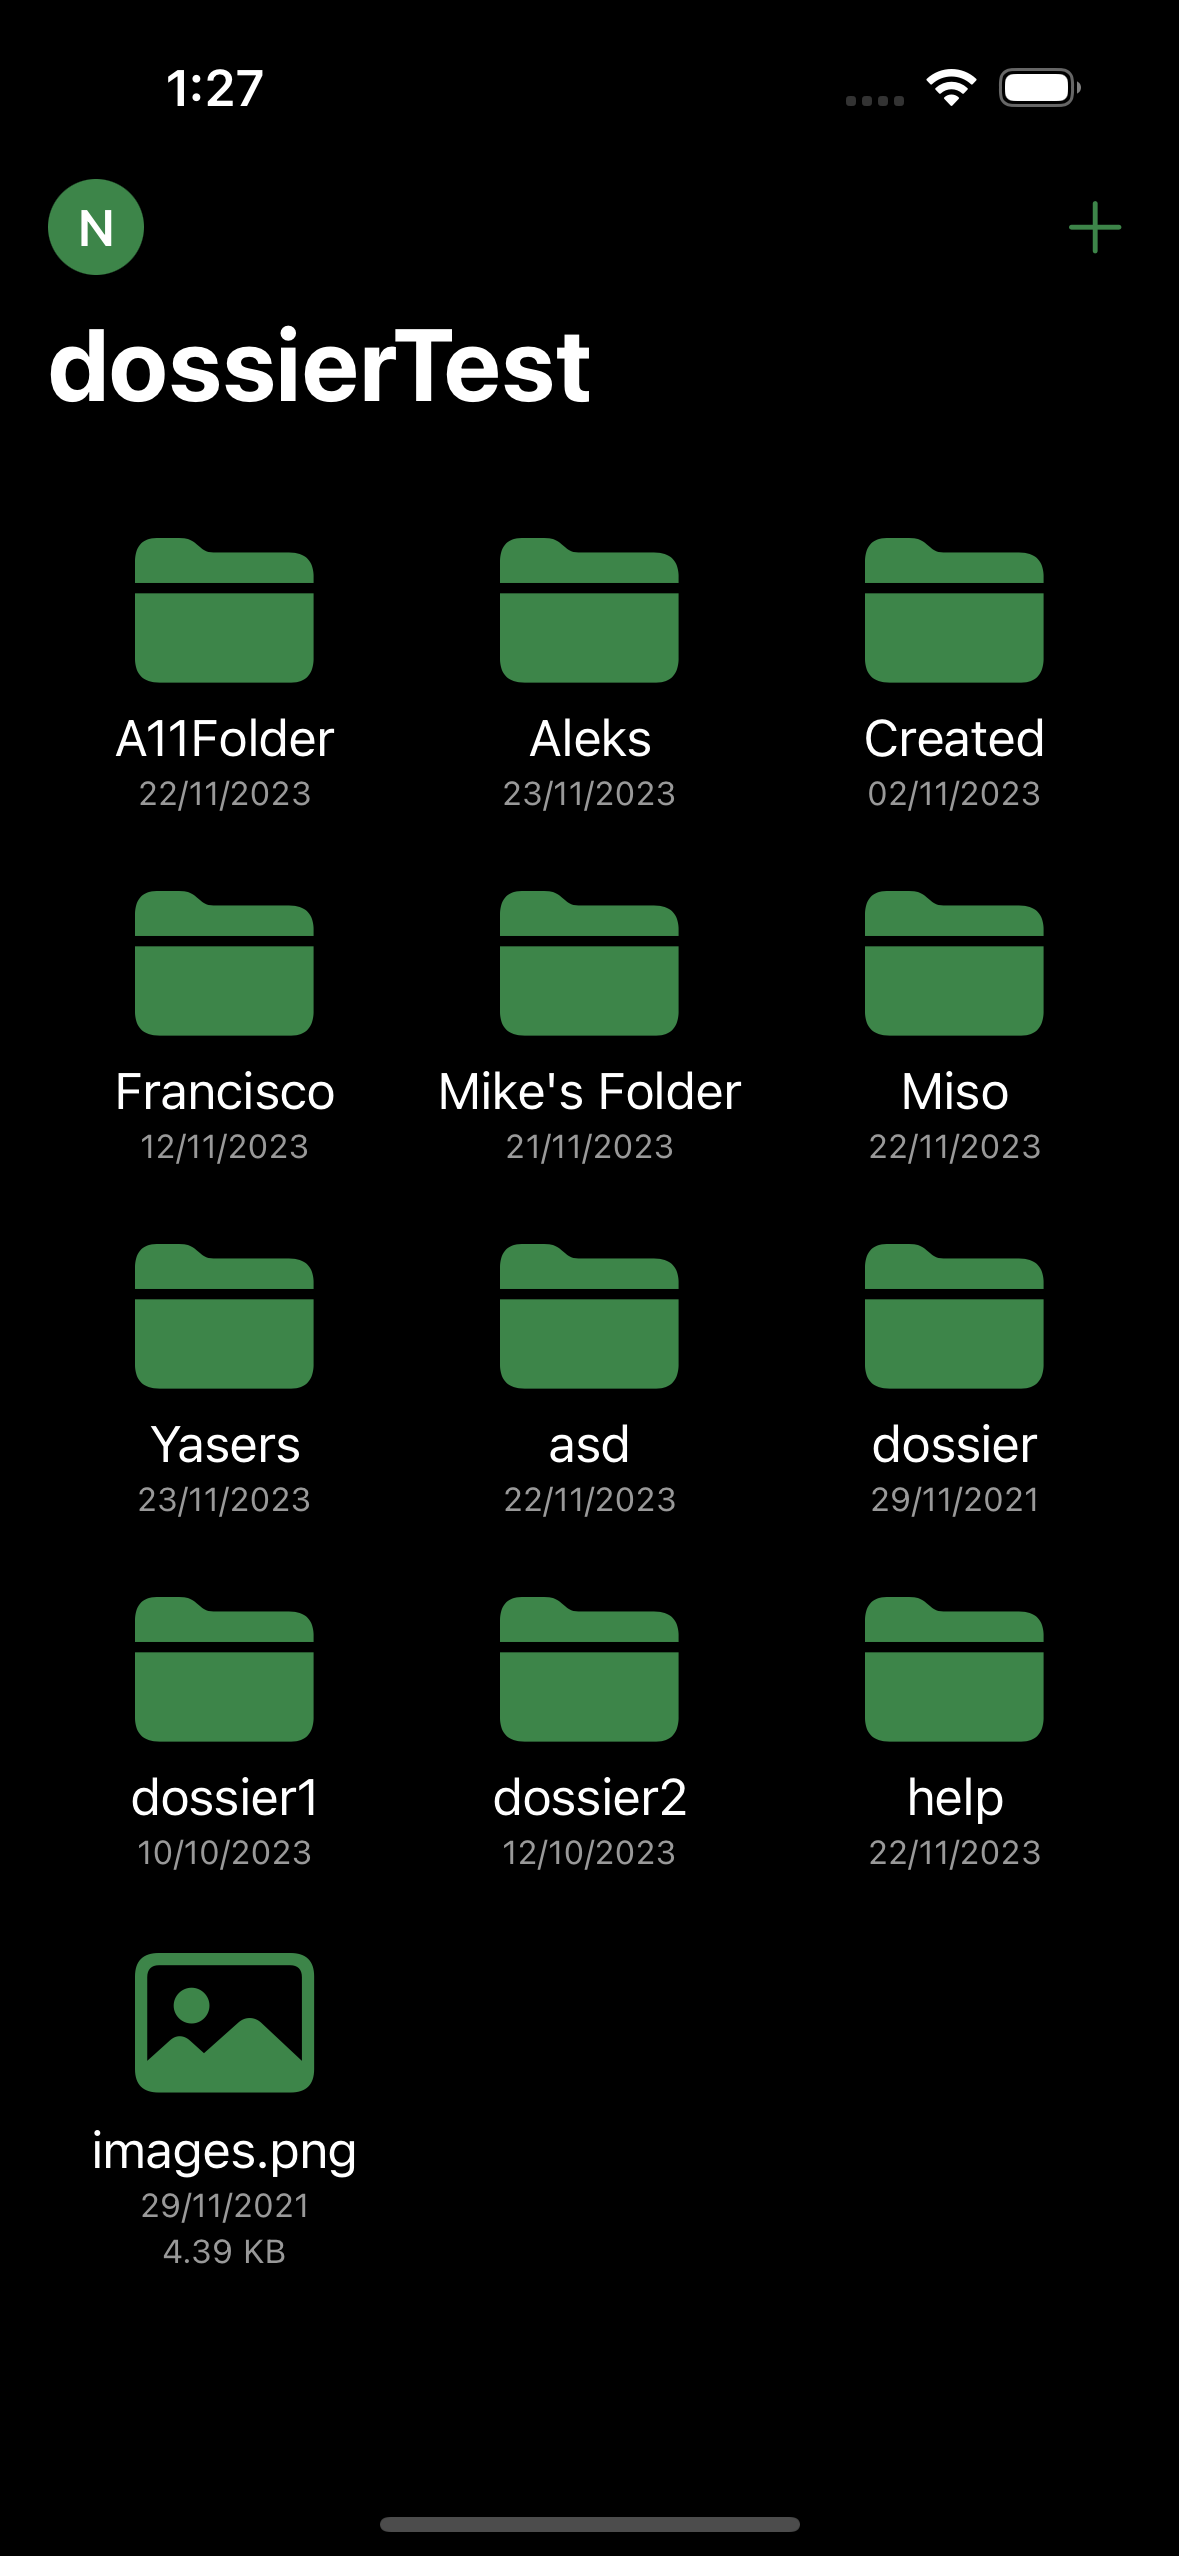 1:27
N
dossierTest
A11Folder
22/11/2023
Aleks
23/11/2023
Created
02/11/2023
Francisco
12/11/2023
Mike's Folder
21/11/2023
Miso
22/11/2023
Yasers
23/11/2023
asd
22/11/2023
dossier
29/11/2021
dossier1
10/10/2023
dossier2
12/10/2023
help
22/11/2023
images.png
29/11/2021
4.39 KB